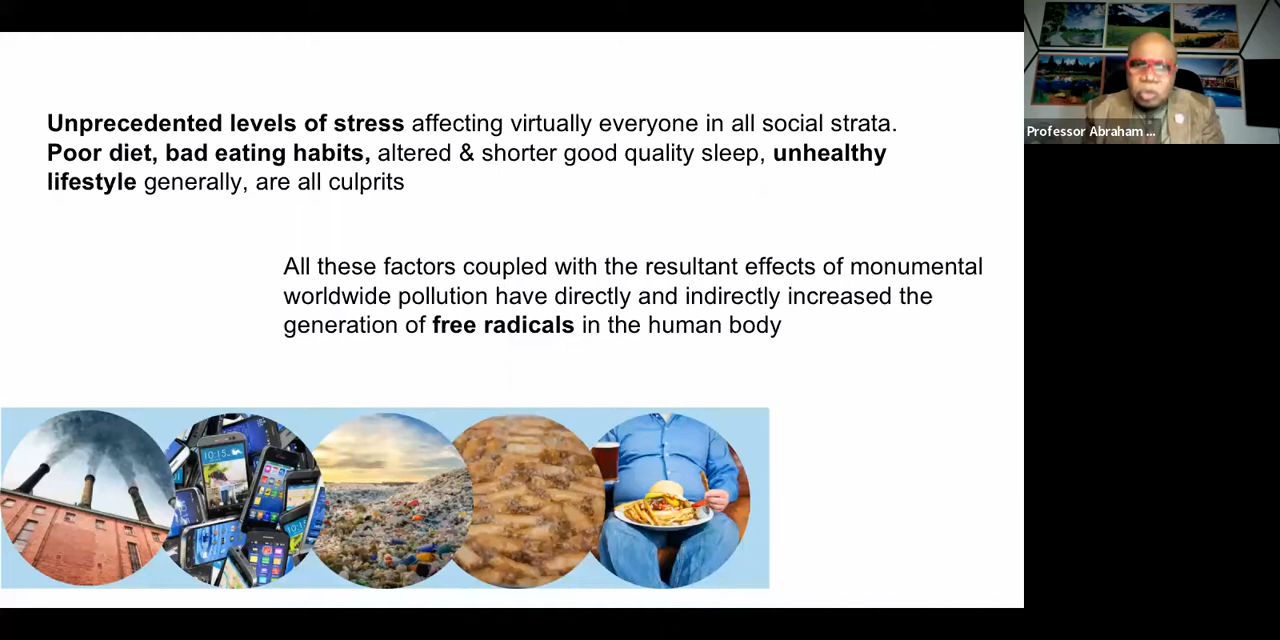 Unprecedented levels of stress affecting virtually everyone in all social strata.
Poor diet, bad eating habits, altered & shorter good quality sleep, unhealthy
lifestyle generally, are all culprits
All these factors coupled with the resultant effects of monumental
worldwide pollution have directly and indirectly increased the
generation of free radicals in the human body
Professor Abraham ...
10:15